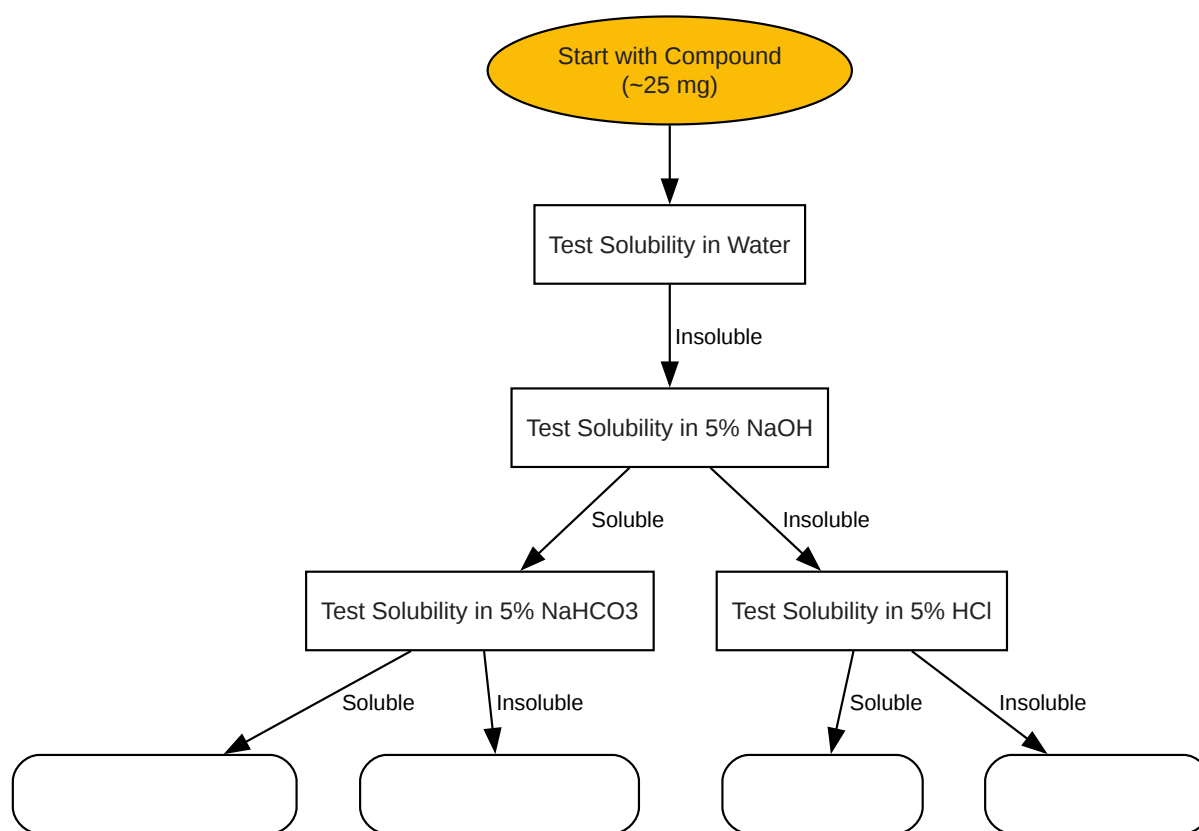 Start with Compound
(~25 mg)
Test Solubility in Water
Insoluble
Test Solubility in 5% NaOH
Soluble
Insoluble
Test Solubility in 5% NaHCO3
Test Solubility in 5% HCl
Soluble
Insoluble
Soluble
Insoluble